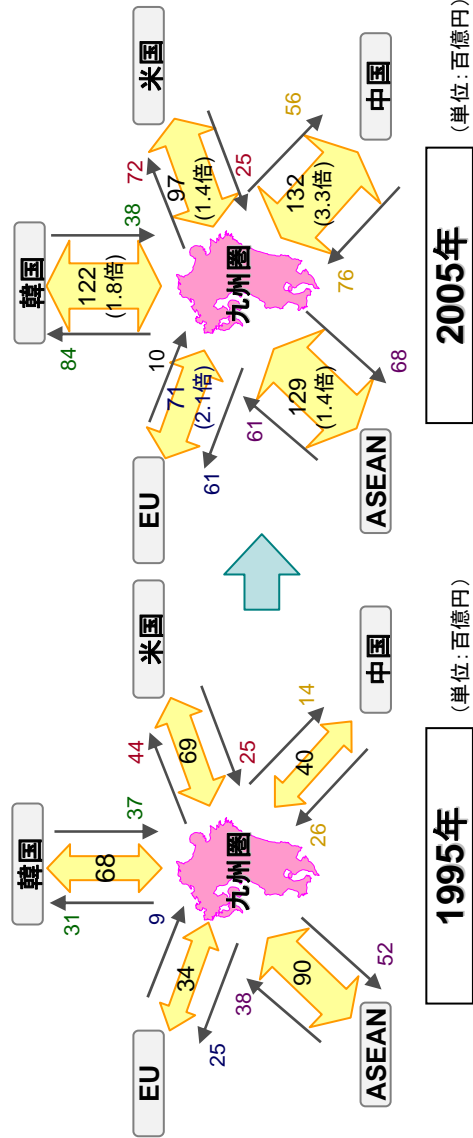 韓国
米国
EU
九州圏
ASEAN
中国
31
68
37
44
69
25
9
34
25
38
90
52
14
40
26
1995年
（単位：百億円）
韓国
米国
EU
九州圏
ASEAN
中国
84
122
(1.8倍)
38
72
97
(1.4倍)
25
10
71
(2.1倍)
61
61
129
(1.4倍)
68
56
132
(3.3倍)
76
2005年
（単位：百億円）